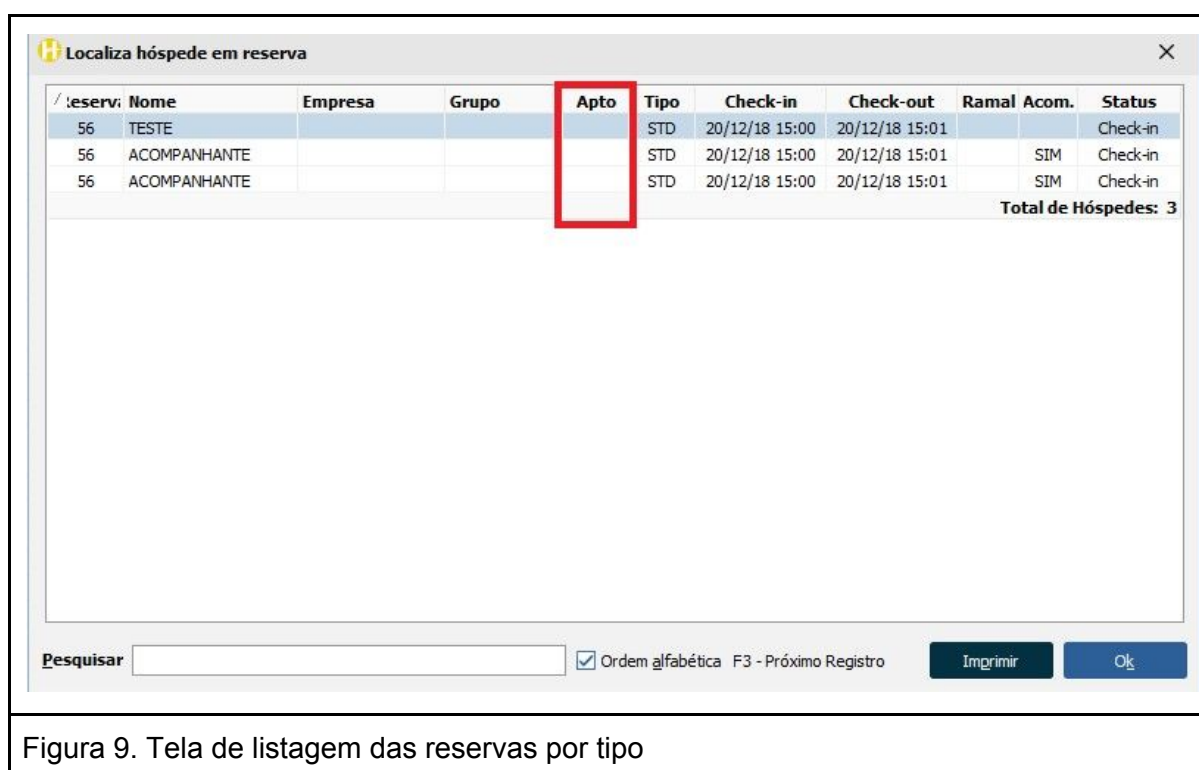 Localiza hóspede em reserva
/ Reserva Nome Empresa Grupo Apto Tipo Check-in Check-out Ramal Acom. Status
56 TESTE STD 20/12/18 15:00 20/12/18 15:01 Check-in
56 ACOMPANHANTE STD 20/12/18 15:00 20/12/18 15:01 SIM Check-in
56 ACOMPANHANTE STD 20/12/18 15:00 20/12/18 15:01 SIM Check-in
Total de Hóspedes: 3
Pesquisar Ordem alfabética F3 - Próximo Registro Imprimir Ok
Figura 9. Tela de listagem das reservas por tipo